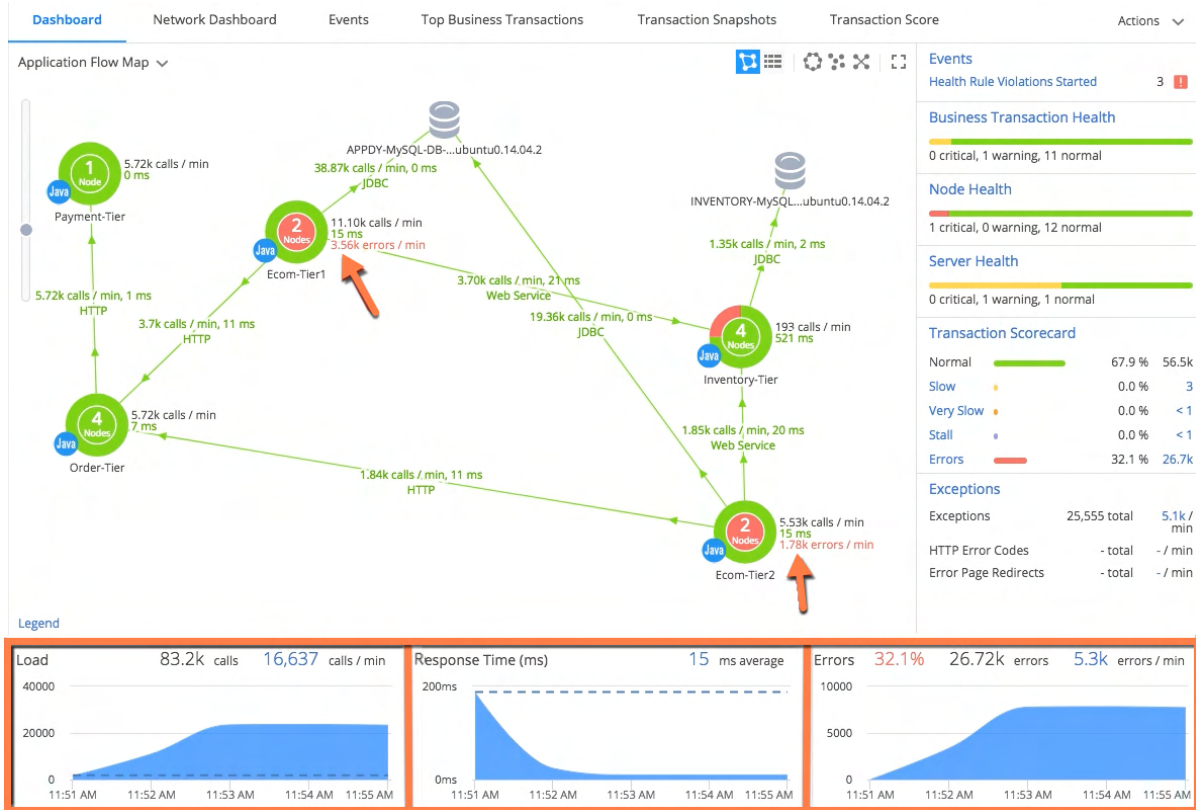 Dashboard Network Dashboard Events Top Business Transactions Transaction Snapshots Transaction Score Actions
Application Flow Map
APPDY-MySQL-DB-...ubuntu0.14.04.2
38.87k calls / min, 0 ms
JDBC
1
Node
Java
5.72k calls / min
0 ms
Payment-Tier
INVENTORY-MySQL...ubuntu0.14.04.2
2
Nodes
Java
11.10k calls / min
15 ms
3.56k errors / min
Ecom-Tier1
1.35k calls / min, 2 ms
JDBC
3.70k calls / min, 21 ms
Web Service
5.72k calls / min, 1 ms
HTTP
3.7k calls / min, 11 ms
HTTP
19.36k calls / min, 0 ms
JDBC
4
Nodes
Java
193 calls / min
521 ms
Inventory-Tier
4
Nodes
Java
5.72k calls / min
7 ms
Order-Tier
1.85k calls / min, 20 ms
Web Service
1.84k calls / min, 11 ms
HTTP
2
Nodes
Java
5.53k calls / min
15 ms
1.78k errors / min
Ecom-Tier2
Legend
Events
Health Rule Violations Started 3 !
Business Transaction Health
0 critical, 1 warning, 11 normal
Node Health
1 critical, 0 warning, 12 normal
Server Health
0 critical, 1 warning, 1 normal
Transaction Scorecard
Normal 67.9 % 56.5k
Slow 0.0 % 3
Very Slow 0.0 % < 1
Stall 0.0 % < 1
Errors 32.1 % 26.7k
Exceptions
Exceptions 25,555 total 5.1k /
min
HTTP Error Codes - total - / min
Error Page Redirects - total - / min
Load 83.2k calls 16,637 calls / min
40000
20000
0
11:51 AM 11:52 AM 11:53 AM 11:54 AM 11:55 AM
Response Time (ms) 15 ms average
200ms
0ms
11:51 AM 11:52 AM 11:53 AM 11:54 AM 11:55 AM
Errors 32.1% 26.72k errors 5.3k errors / min
10000
5000
0
11:51 AM 11:52 AM 11:53 AM 11:54 AM 11:55 AM